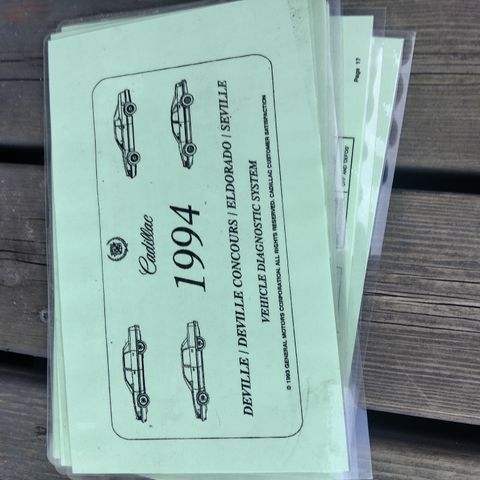 Cadillac
1994
DEVILLE / DEVILLE CONCOURS / ELDORADO / SEVILLE
VEHICLE DIAGNOSTIC SYSTEM
© 1993 GENERAL MOTORS CORPORATION. ALL RIGHTS RESERVED. CADILLAC CUSTOMER SATISFACTION
Page 17